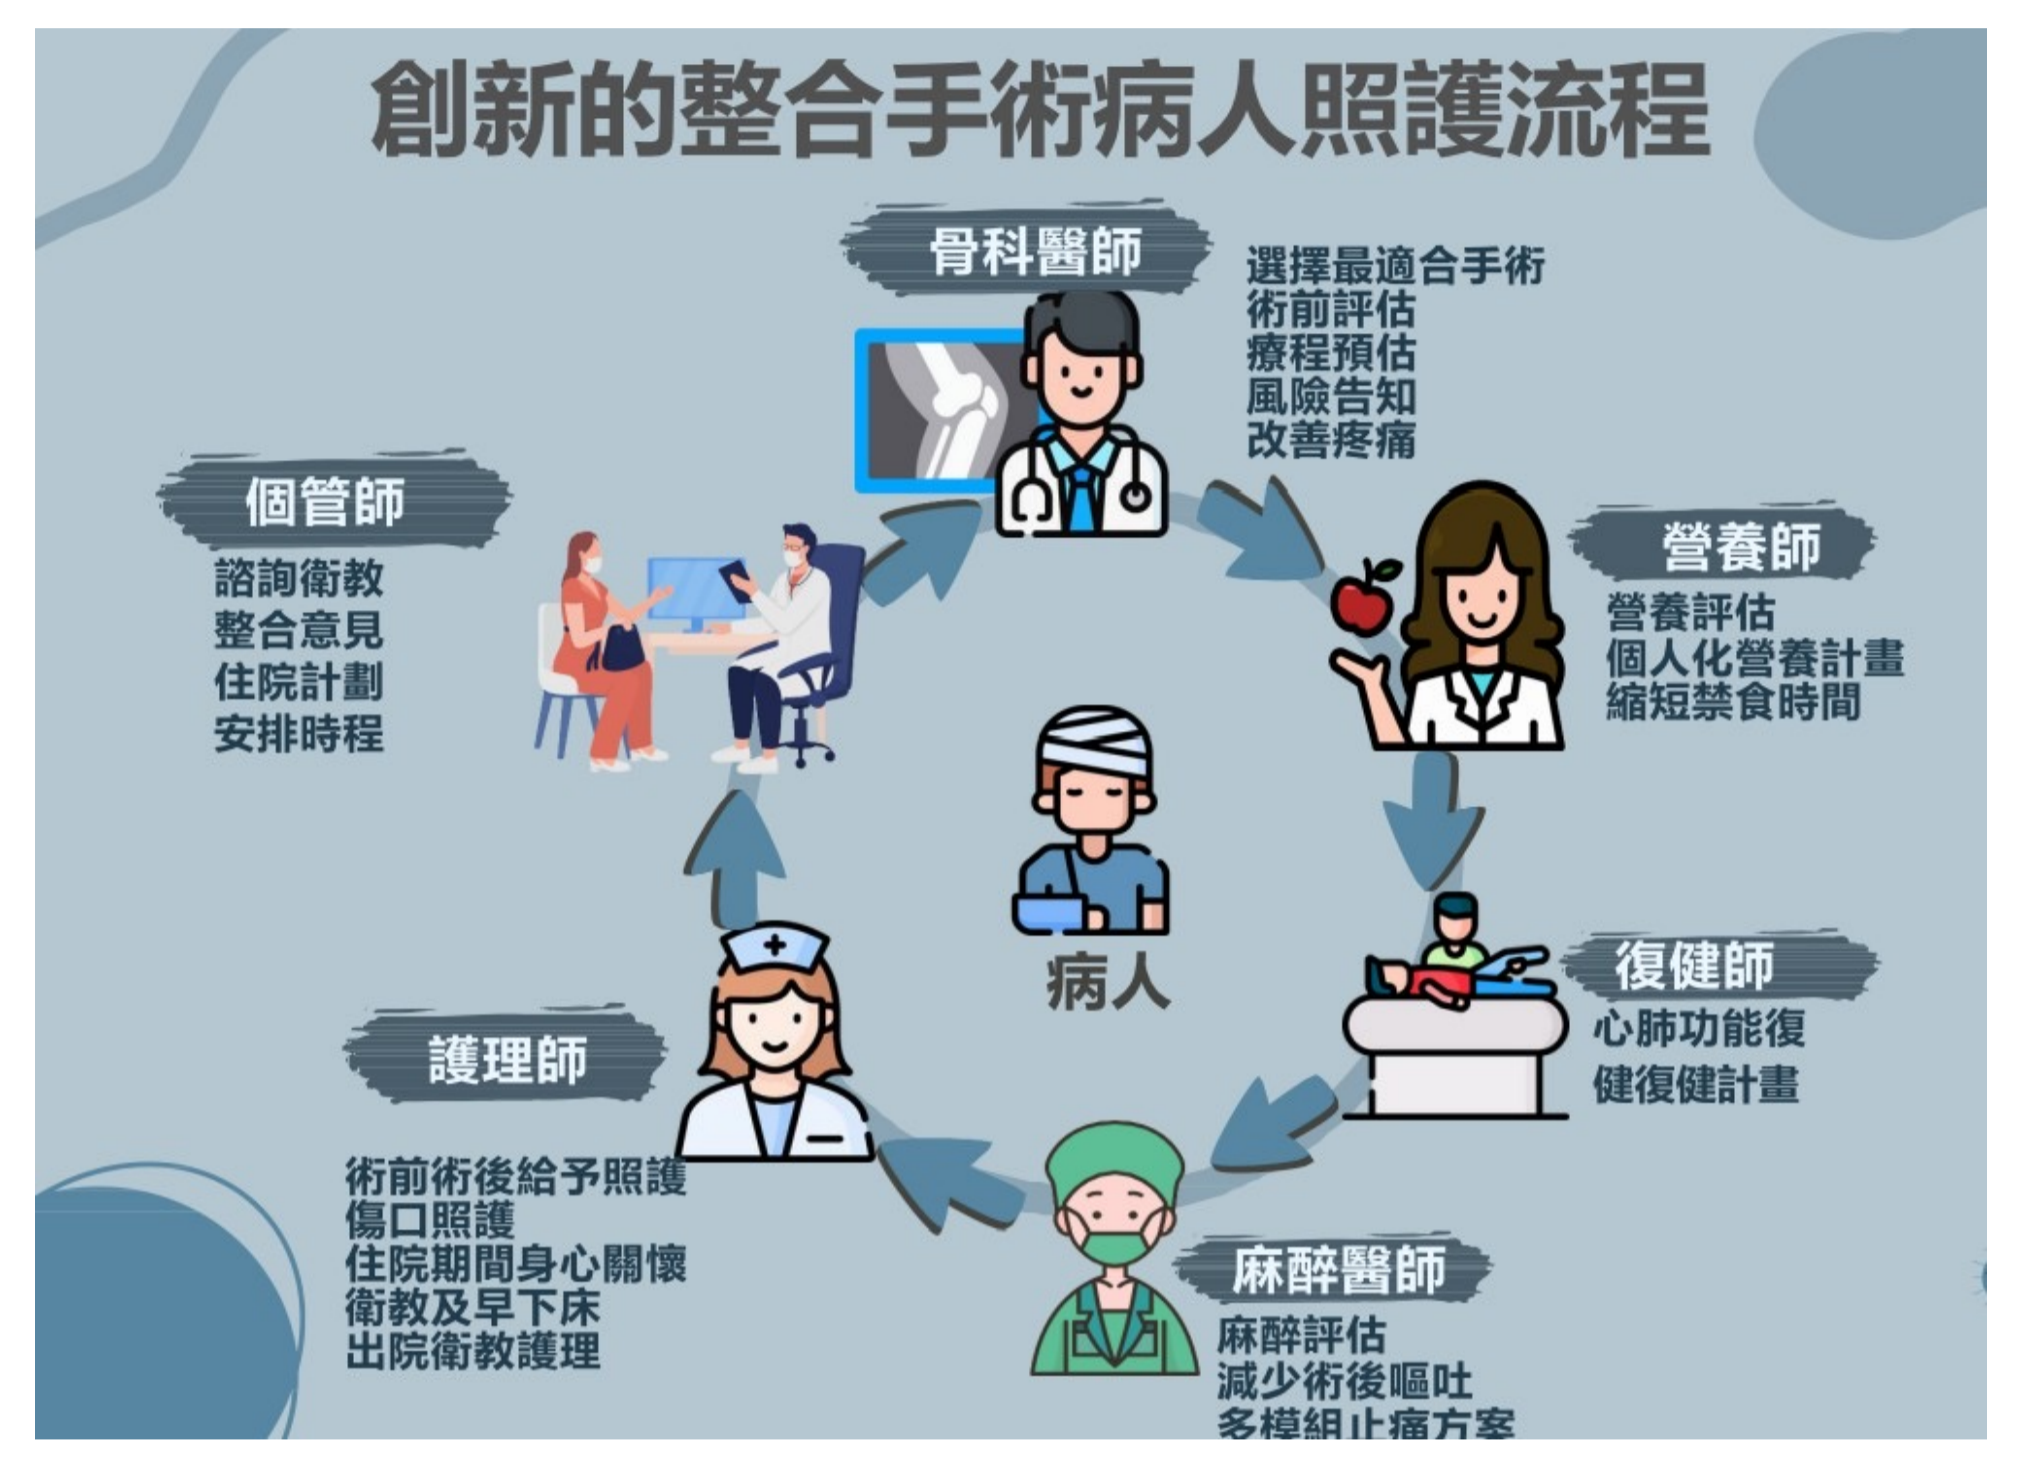 創新的整合手術病人照護流程
骨科醫師
選擇最適合手術
術前評估
療程預估
風險告知
改善疼痛
營養師
營養評估
個人化營養計畫
縮短禁食時間
復健師
心肺功能復
健復健計畫
麻醉醫師
麻醉評估
減少術後嘔吐
多模組止痛方案
護理師
術前術後給予照護
傷口照護
住院期間身心關懷
衛教及早下床
出院衛教護理
個管師
諮詢衛教
整合意見
住院計劃
安排時程
病人